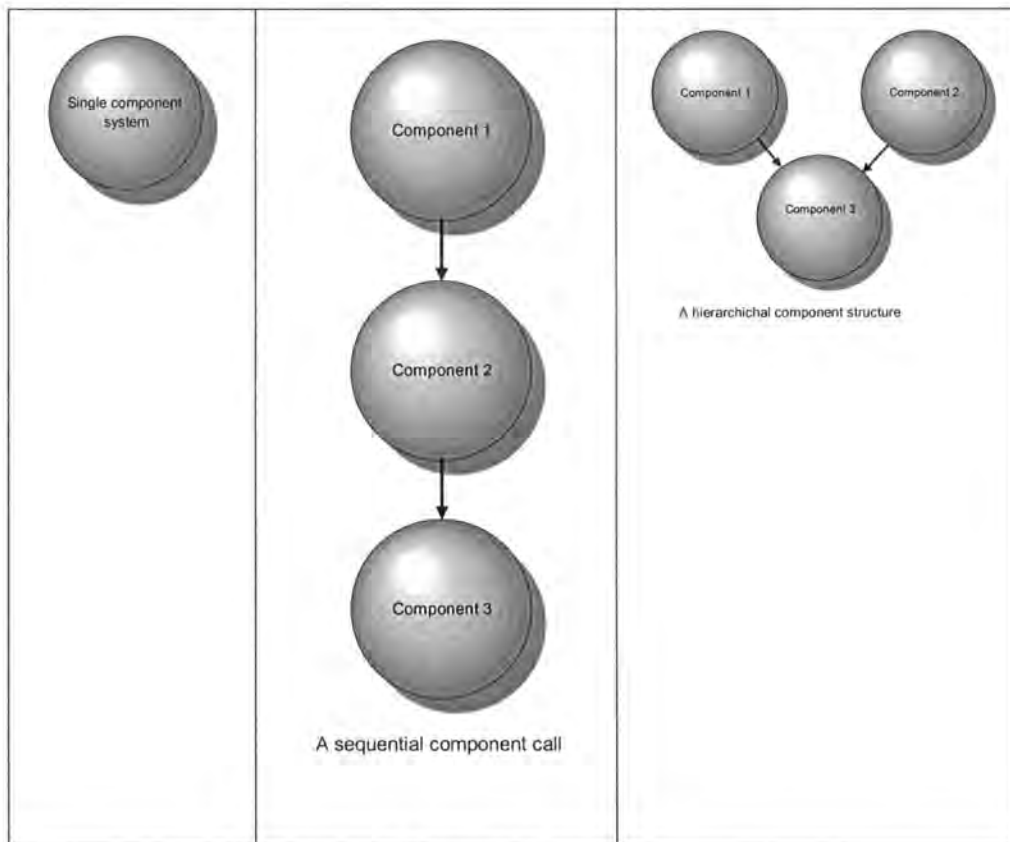 Single component
system
Component 1
Component 2
Component 3
A sequential component call
Component 1
Component 2
Component 3
A hierarchichal component structure